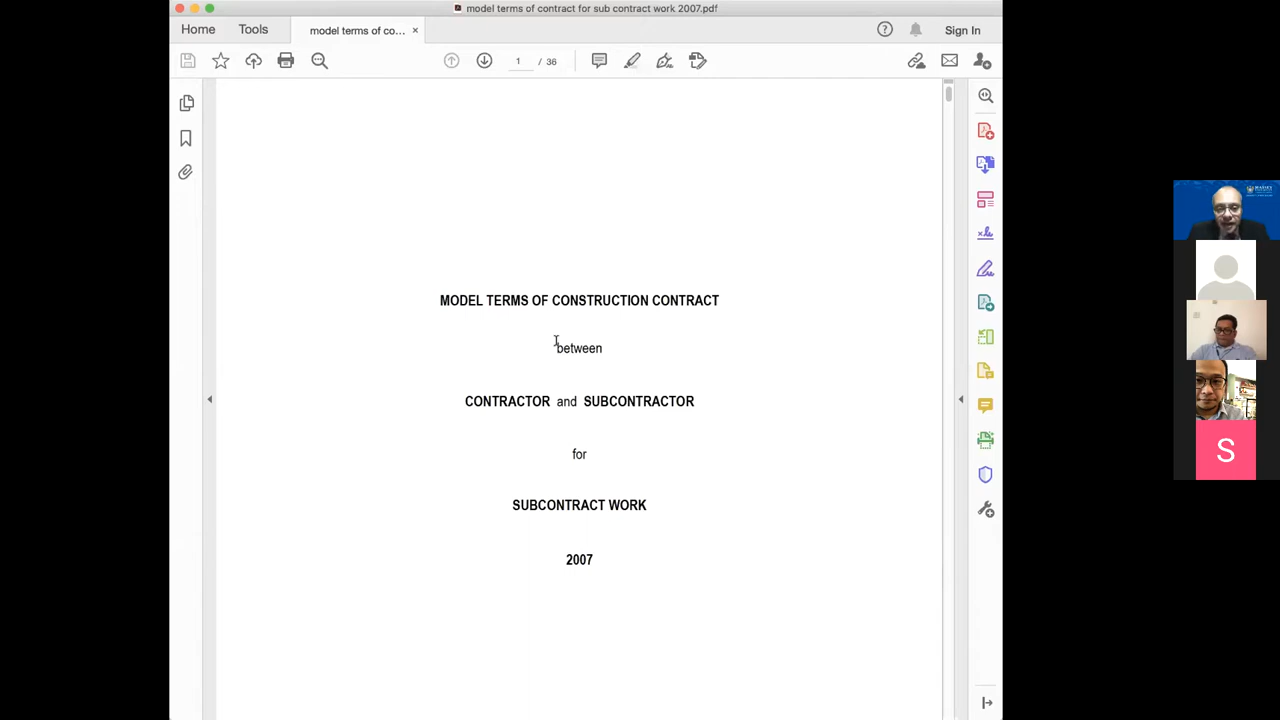 model terms of contract for sub contract work 2007.pdf
Home
Tools
model terms of co...
Sign In
1 / 36
MODEL TERMS OF CONSTRUCTION CONTRACT
between
CONTRACTOR and SUBCONTRACTOR
for
SUBCONTRACT WORK
2007
S